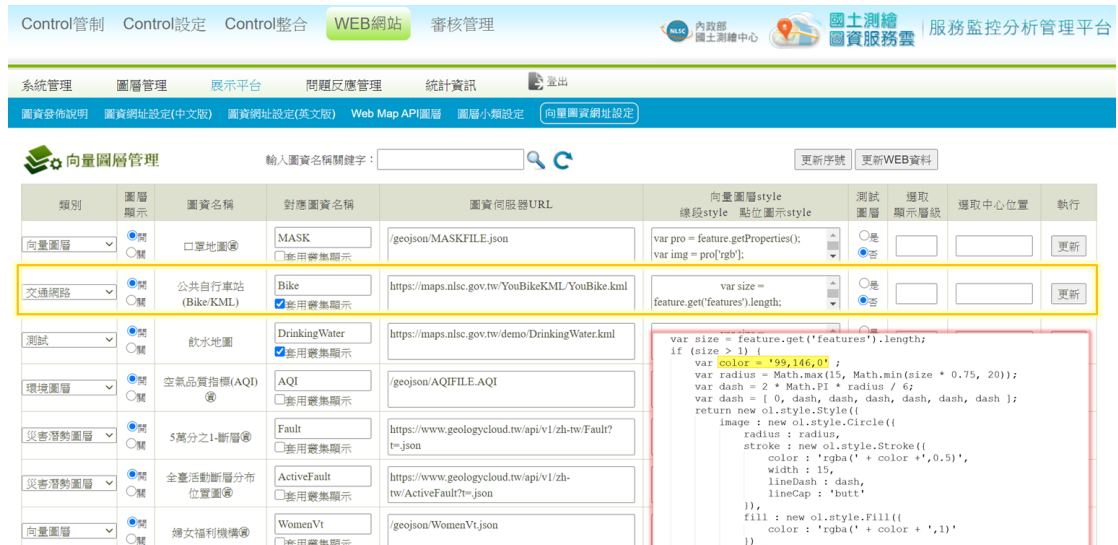 Control管制 Control設定 Control整合 WEB網站 審核管理
NLSC 內政部 國土測繪中心 國土測繪 圖資服務雲 服務監控分析管理平台
系統管理 圖層管理 展示平台 問題反應管理 統計資訊 登出
圖資發佈說明 圖資網址設定(中文版) 圖資網址設定(英文版) Web Map API圖層 圖層小類設定 向量圖資網址設定
向量圖層管理 輸入圖資名稱關鍵字： 更新序號 更新WEB資料
類別 圖層顯示 圖資名稱 對應圖資名稱 圖資伺服器URL 向量圖層style 線段style 點位圖示style 測試圖層 選取顯示層級 選取中心位置 執行
向量圖層 開 關 口罩地圖 MASK 套用叢集顯示 /geojson/MASKFILE.json var pro = feature.getProperties(); var img = pro['rgb']; 是 否 更新
交通網路 開 關 公共自行車站(Bike/KML) Bike 套用叢集顯示 https://maps.nlsc.gov.tw/YouBikeKML/YouBike.kml var size = feature.get('features').length; 是 否 更新
測試 開 關 飲水地圖 DrinkingWater 套用叢集顯示 https://maps.nlsc.gov.tw/demo/DrinkingWater.kml
環境圖層 開 關 空氣品質指標(AQI) AQI 套用叢集顯示 /geojson/AQIFILE.AQI
災害潛勢圖層 開 關 5萬分之1-斷層 Fault 套用叢集顯示 https://www.geologycloud.tw/api/v1/zh-tw/Fault?t=.json
災害潛勢圖層 開 關 全臺活動斷層分布位置圖 ActiveFault 套用叢集顯示 https://www.geologycloud.tw/api/v1/zh-tw/ActiveFault?t=.json
向量圖層 開 關 婦女福利機構 WomenVt 套用叢集顯示 /geojson/WomenVt.json
var size = feature.get('features').length;
if (size > 1) {
var color = '99,146,0' ;
var radius = Math.max(15, Math.min(size * 0.75, 20));
var dash = 2 * Math.PI * radius / 6;
var dash = [ 0, dash, dash, dash, dash, dash, dash ];
return new ol.style.Style({
image : new ol.style.Circle({
radius : radius,
stroke : new ol.style.Stroke({
color : 'rgba(' + color +',0.5)',
width : 15,
lineDash : dash,
lineCap : 'butt'
}),
fill : new ol.style.Fill({
color : 'rgba(' + color + ',1)'
})